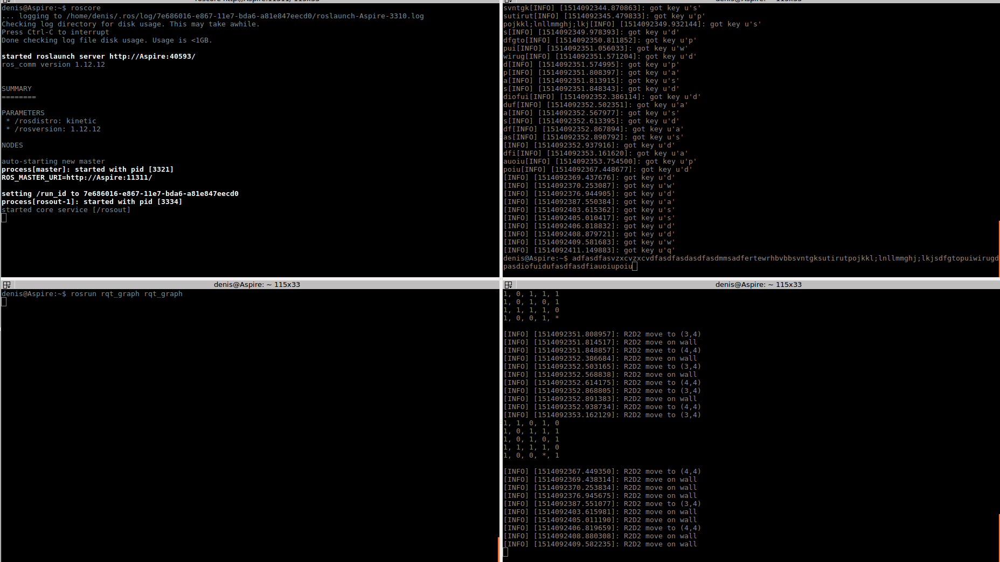 roscore http://Aspire:11311/ 115x33
denis@Aspire:~$ roscore
... logging to /home/denis/.ros/log/7e686016-e867-11e7-bda6-a81e847eecd0/roslaunch-Aspire-3310.log
Checking log directory for disk usage. This may take awhile.
Press Ctrl-C to interrupt
Done checking log file disk usage. Usage is <1GB.
started roslaunch server http://Aspire:40593/
ros_comm version 1.12.12
SUMMARY
========
PARAMETERS
* /rosdistro: kinetic
* /rosversion: 1.12.12
NODES
auto-starting new master
process[master]: started with pid [3321]
ROS_MASTER_URI=http://Aspire:11311/
setting /run_id to 7e686016-e867-11e7-bda6-a81e847eecd0
process[rosout-1]: started with pid [3334]
started core service [/rosout]
denis@Aspire: ~ 115x33
svntgk[INFO] [1514092344.870863]: got key u's'
sutirut[INFO] [1514092345.479833]: got key u'p'
pojkkl;lnllmmghj;lkj[INFO] [1514092349.932144]: got key u's'
s[INFO] [1514092349.978393]: got key u'd'
dfgto[INFO] [1514092350.811852]: got key u'p'
pui[INFO] [1514092351.056033]: got key u'w'
wirug[INFO] [1514092351.571204]: got key u'd'
d[INFO] [1514092351.574995]: got key u'p'
p[INFO] [1514092351.808397]: got key u'a'
a[INFO] [1514092351.813915]: got key u's'
s[INFO] [1514092351.848343]: got key u'd'
diofui[INFO] [1514092352.386114]: got key u'd'
duf[INFO] [1514092352.502351]: got key u'a'
a[INFO] [1514092352.567977]: got key u's'
s[INFO] [1514092352.613395]: got key u'd'
df[INFO] [1514092352.867894]: got key u'a'
as[INFO] [1514092352.890792]: got key u's'
[INFO] [1514092352.937916]: got key u'd'
dfi[INFO] [1514092353.161620]: got key u'a'
auoiu[INFO] [1514092353.754500]: got key u'p'
poiu[INFO] [1514092367.448677]: got key u'd'
[INFO] [1514092369.437676]: got key u'd'
[INFO] [1514092370.253087]: got key u'w'
[INFO] [1514092376.944905]: got key u'd'
[INFO] [1514092387.550384]: got key u'a'
[INFO] [1514092403.615362]: got key u's'
[INFO] [1514092405.010417]: got key u's'
[INFO] [1514092406.818832]: got key u'd'
[INFO] [1514092408.879721]: got key u'd'
[INFO] [1514092409.581683]: got key u'w'
[INFO] [1514092411.149883]: got key u'q'
denis@Aspire:~$ adfasdfasvzxcvzxcvdfasdfasdasdfasdmmsadfertewrhbvbbsvntgksutirutpojkkl;lnllmmghj;lkjsdfgtopuiwirugd
pasdiofuidufasdfasdfiauoiupoiu
denis@Aspire: ~ 115x33
denis@Aspire:~$ rosrun rqt_graph rqt_graph
denis@Aspire: ~ 115x33
1, 0, 1, 1, 1
1, 0, 1, 0, 1
1, 1, 1, 1, 0
1, 0, 0, 1, *
[INFO] [1514092351.808957]: R2D2 move to (3,4)
[INFO] [1514092351.814517]: R2D2 move on wall
[INFO] [1514092351.848857]: R2D2 move to (4,4)
[INFO] [1514092352.386684]: R2D2 move on wall
[INFO] [1514092352.503165]: R2D2 move to (3,4)
[INFO] [1514092352.568838]: R2D2 move on wall
[INFO] [1514092352.614175]: R2D2 move to (4,4)
[INFO] [1514092352.868805]: R2D2 move to (3,4)
[INFO] [1514092352.891383]: R2D2 move on wall
[INFO] [1514092352.938734]: R2D2 move to (4,4)
[INFO] [1514092353.162129]: R2D2 move to (3,4)
1, 1, 0, 1, 0
1, 0, 1, 1, 1
1, 0, 1, 0, 1
1, 1, 1, 1, 0
1, 0, 0, *, 1
[INFO] [1514092367.449350]: R2D2 move to (4,4)
[INFO] [1514092369.438314]: R2D2 move on wall
[INFO] [1514092370.253834]: R2D2 move on wall
[INFO] [1514092376.945675]: R2D2 move on wall
[INFO] [1514092387.551077]: R2D2 move to (3,4)
[INFO] [1514092403.615981]: R2D2 move on wall
[INFO] [1514092405.011190]: R2D2 move on wall
[INFO] [1514092406.819659]: R2D2 move to (4,4)
[INFO] [1514092408.880308]: R2D2 move on wall
[INFO] [1514092409.582235]: R2D2 move on wall